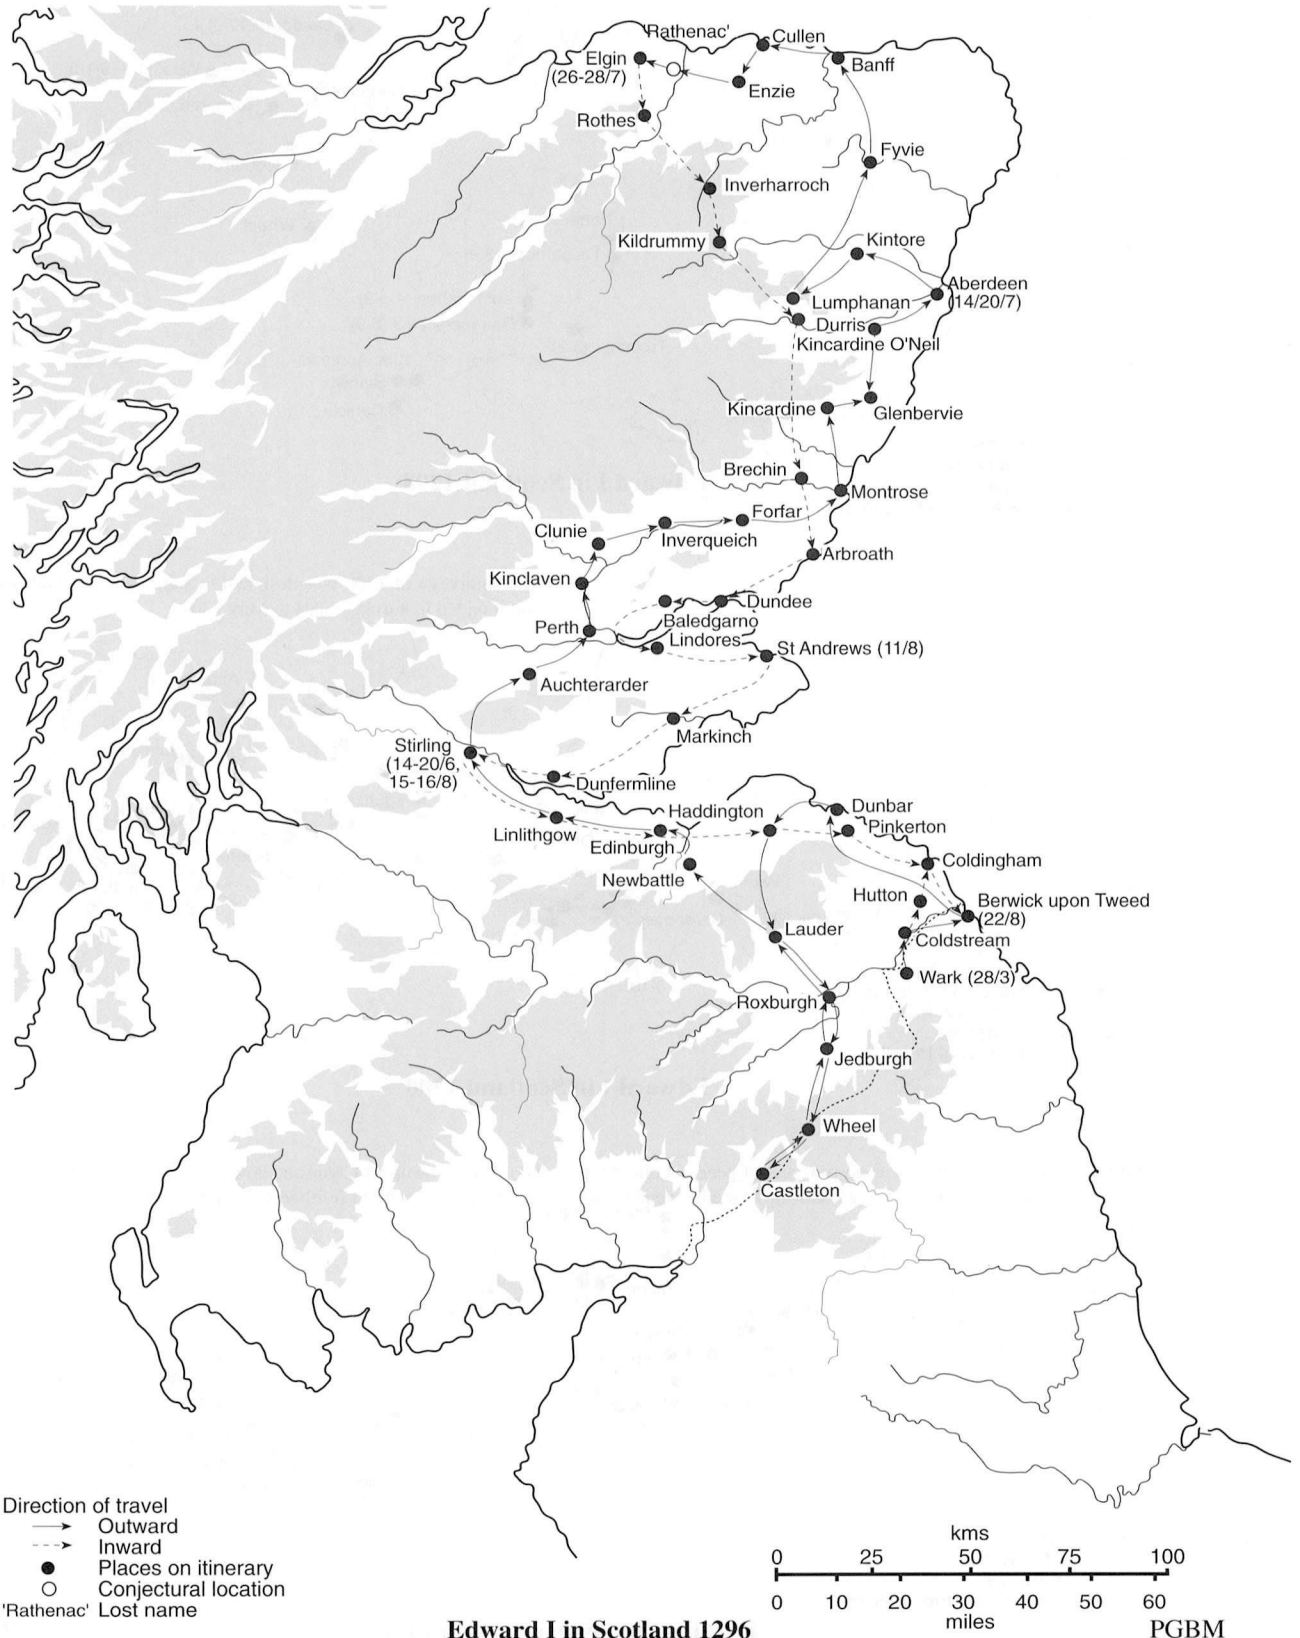 'Rathenac'
Cullen
Elgin
(26-28/7)
Banff
Enzie
Rothes
Fyvie
Inverharroch
Kildrummy
Kintore
Aberdeen
(14/20/7)
Lumphanan
Durris
Kincardine O'Neil
Kincardine
Glenbervie
Brechin
Montrose
Forfar
Clunie
Inverqueich
Arbroath
Kinclaven
Dundee
Baledgarno
Perth
Lindores
St Andrews (11/8)
Auchterarder
Markinch
Stirling
(14-20/6,
15-16/8)
Dunfermline
Haddington
Dunbar
Linlithgow
Pinkerton
Edinburgh
Coldingham
Newbattle
Hutton
Berwick upon Tweed
(22/8)
Lauder
Coldstream
Wark (28/3)
Roxburgh
Jedburgh
Wheel
Castleton
Direction of travel
Outward
Inward
Places on itinerary
Conjectural location
'Rathenac' Lost name
kms
0 25 50 75 100
0 10 20 30 40 50 60
miles
Edward I in Scotland 1296
PGBM